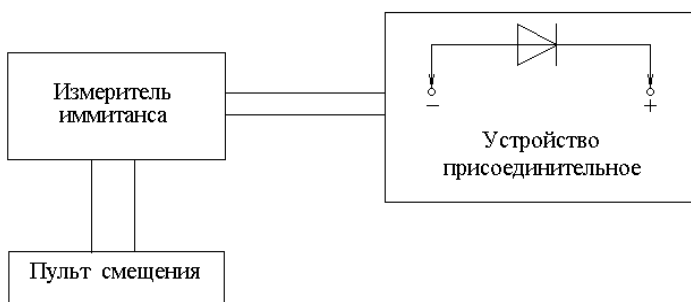 Измеритель
иммитанса
− +
Устройство
присоединительное
Пульт смещения